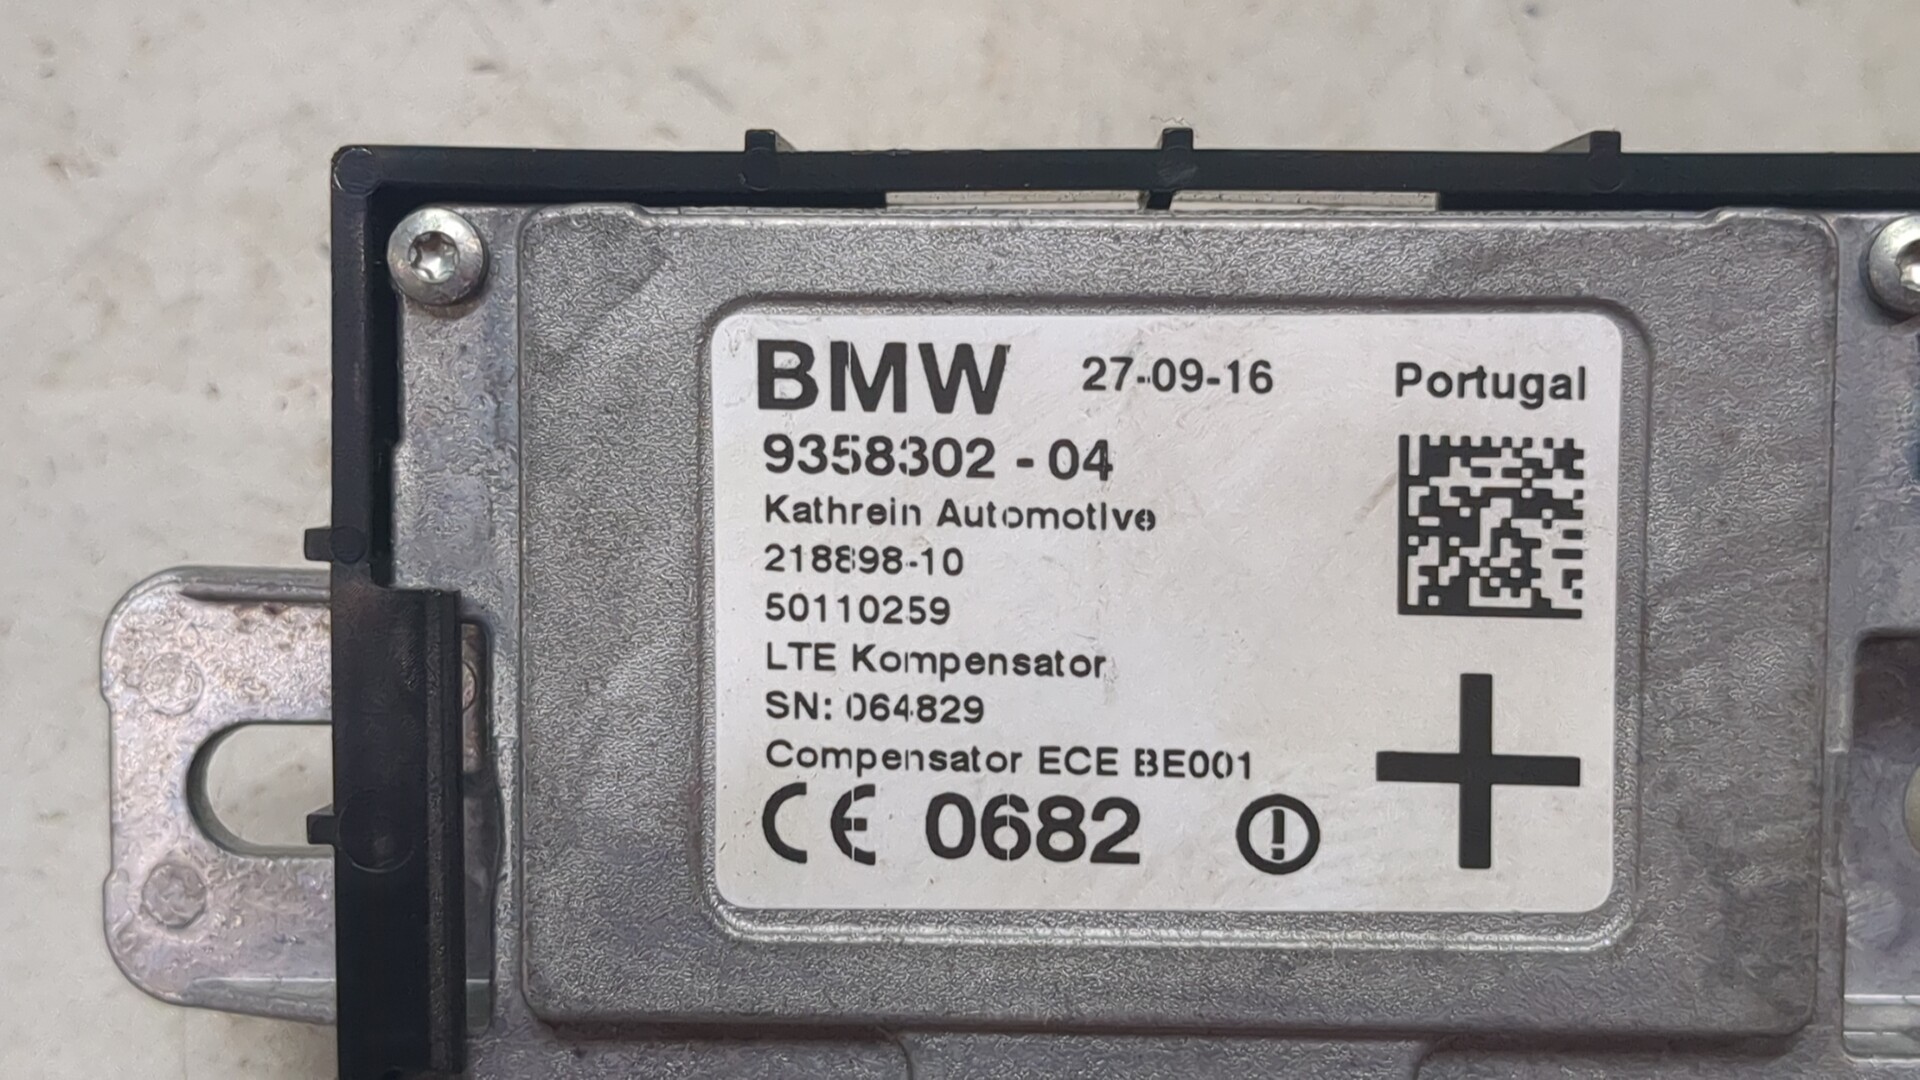 BMW 27-09-16 Portugal
9358302 - 04
Kathrein Automotive
218898-10
50110259
LTE Kompensator
SN: 064829
Compensator ECE BE001
CE 0682